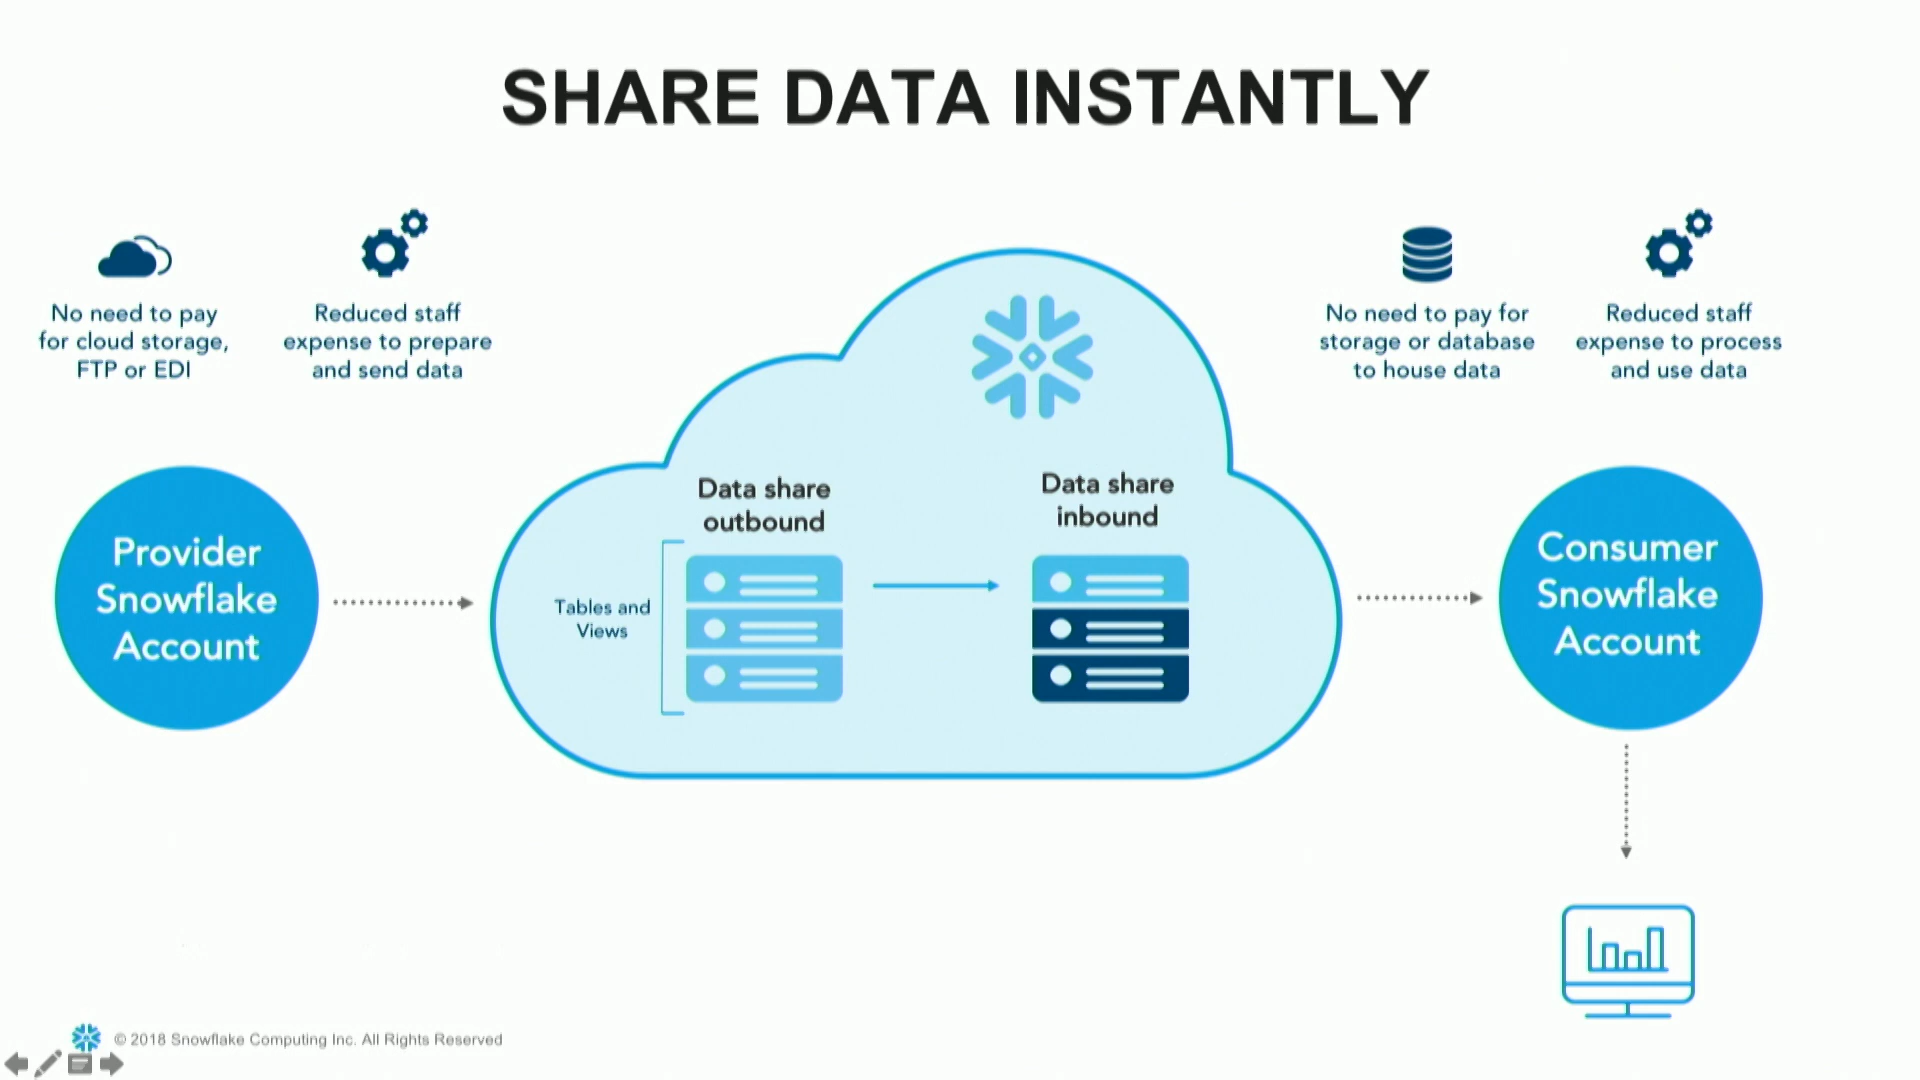 SHARE DATA INSTANTLY
No need to pay
for cloud storage,
FTP or EDI
Reduced staff
expense to prepare
and send data
No need to pay for
storage or database
to house data
Reduced staff
expense to process
and use data
Provider
Snowflake
Account
Tables and
Views
Data share
outbound
Data share
inbound
Consumer
Snowflake
Account
© 2018 Snowflake Computing Inc. All Rights Reserved